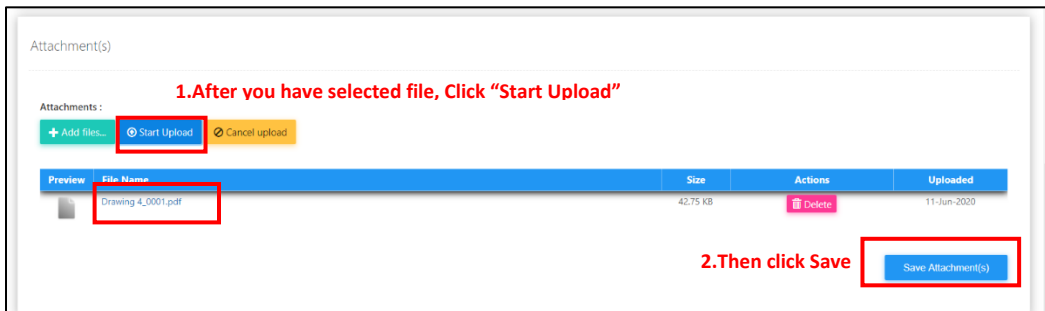 Attachment(s)
1.After you have selected file, Click “Start Upload”
Attachments :
Add files... Start Upload Cancel upload
Preview File Name Size Actions Uploaded
Drawing 4_0001.pdf 42.75 KB Delete 11-Jun-2020
2.Then click Save Save Attachment(s)